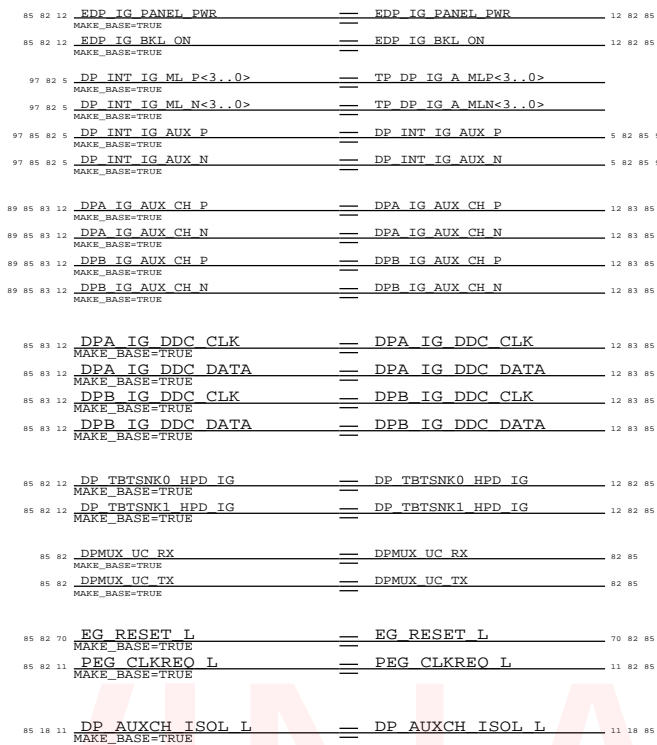 85 82 12 EDP_IG_PANEL_PWR EDP_IG_PANEL_PWR 12 82 85
MAKE_BASE=TRUE
85 82 12 EDP_IG_BKL_ON EDP_IG_BKL_ON 12 82 85
MAKE_BASE=TRUE
97 82 5 DP_INT_IG_ML_P<3..0> TP_DP_IG_A_MLP<3..0>
MAKE_BASE=TRUE
97 82 5 DP_INT_IG_ML_N<3..0> TP_DP_IG_A_MLN<3..0>
MAKE_BASE=TRUE
97 85 82 5 DP_INT_IG_AUX_P DP_INT_IG_AUX_P 5 82 85 9
MAKE_BASE=TRUE
97 85 82 5 DP_INT_IG_AUX_N DP_INT_IG_AUX_N 5 82 85 9
MAKE_BASE=TRUE
89 85 83 12 DPA_IG_AUX_CH_P DPA_IG_AUX_CH_P 12 83 85
MAKE_BASE=TRUE
89 85 83 12 DPA_IG_AUX_CH_N DPA_IG_AUX_CH_N 12 83 85
MAKE_BASE=TRUE
89 85 83 12 DPB_IG_AUX_CH_P DPB_IG_AUX_CH_P 12 83 85
MAKE_BASE=TRUE
89 85 83 12 DPB_IG_AUX_CH_N DPB_IG_AUX_CH_N 12 83 85
MAKE_BASE=TRUE
85 83 12 DPA_IG_DDC_CLK DPA_IG_DDC_CLK 12 83 85
MAKE_BASE=TRUE
85 83 12 DPA_IG_DDC_DATA DPA_IG_DDC_DATA 12 83 85
MAKE_BASE=TRUE
85 83 12 DPB_IG_DDC_CLK DPB_IG_DDC_CLK 12 83 85
MAKE_BASE=TRUE
85 83 12 DPB_IG_DDC_DATA DPB_IG_DDC_DATA 12 83 85
MAKE_BASE=TRUE
85 82 12 DP_TBTSNK0_HPD_IG DP_TBTSNK0_HPD_IG 12 82 85
MAKE_BASE=TRUE
85 82 12 DP_TBTSNK1_HPD_IG DP_TBTSNK1_HPD_IG 12 82 85
MAKE_BASE=TRUE
85 82 DPMUX_UC_RX DPMUX_UC_RX 82 85
MAKE_BASE=TRUE
85 82 DPMUX_UC_TX DPMUX_UC_TX 82 85
MAKE_BASE=TRUE
85 82 70 EG_RESET_L EG_RESET_L 70 82 85
MAKE_BASE=TRUE
85 82 11 PEG_CLKREQ_L PEG_CLKREQ_L 11 82 85
MAKE_BASE=TRUE
85 18 11 DP_AUXCH_ISOL_L DP_AUXCH_ISOL_L 11 18 85
MAKE_BASE=TRUE